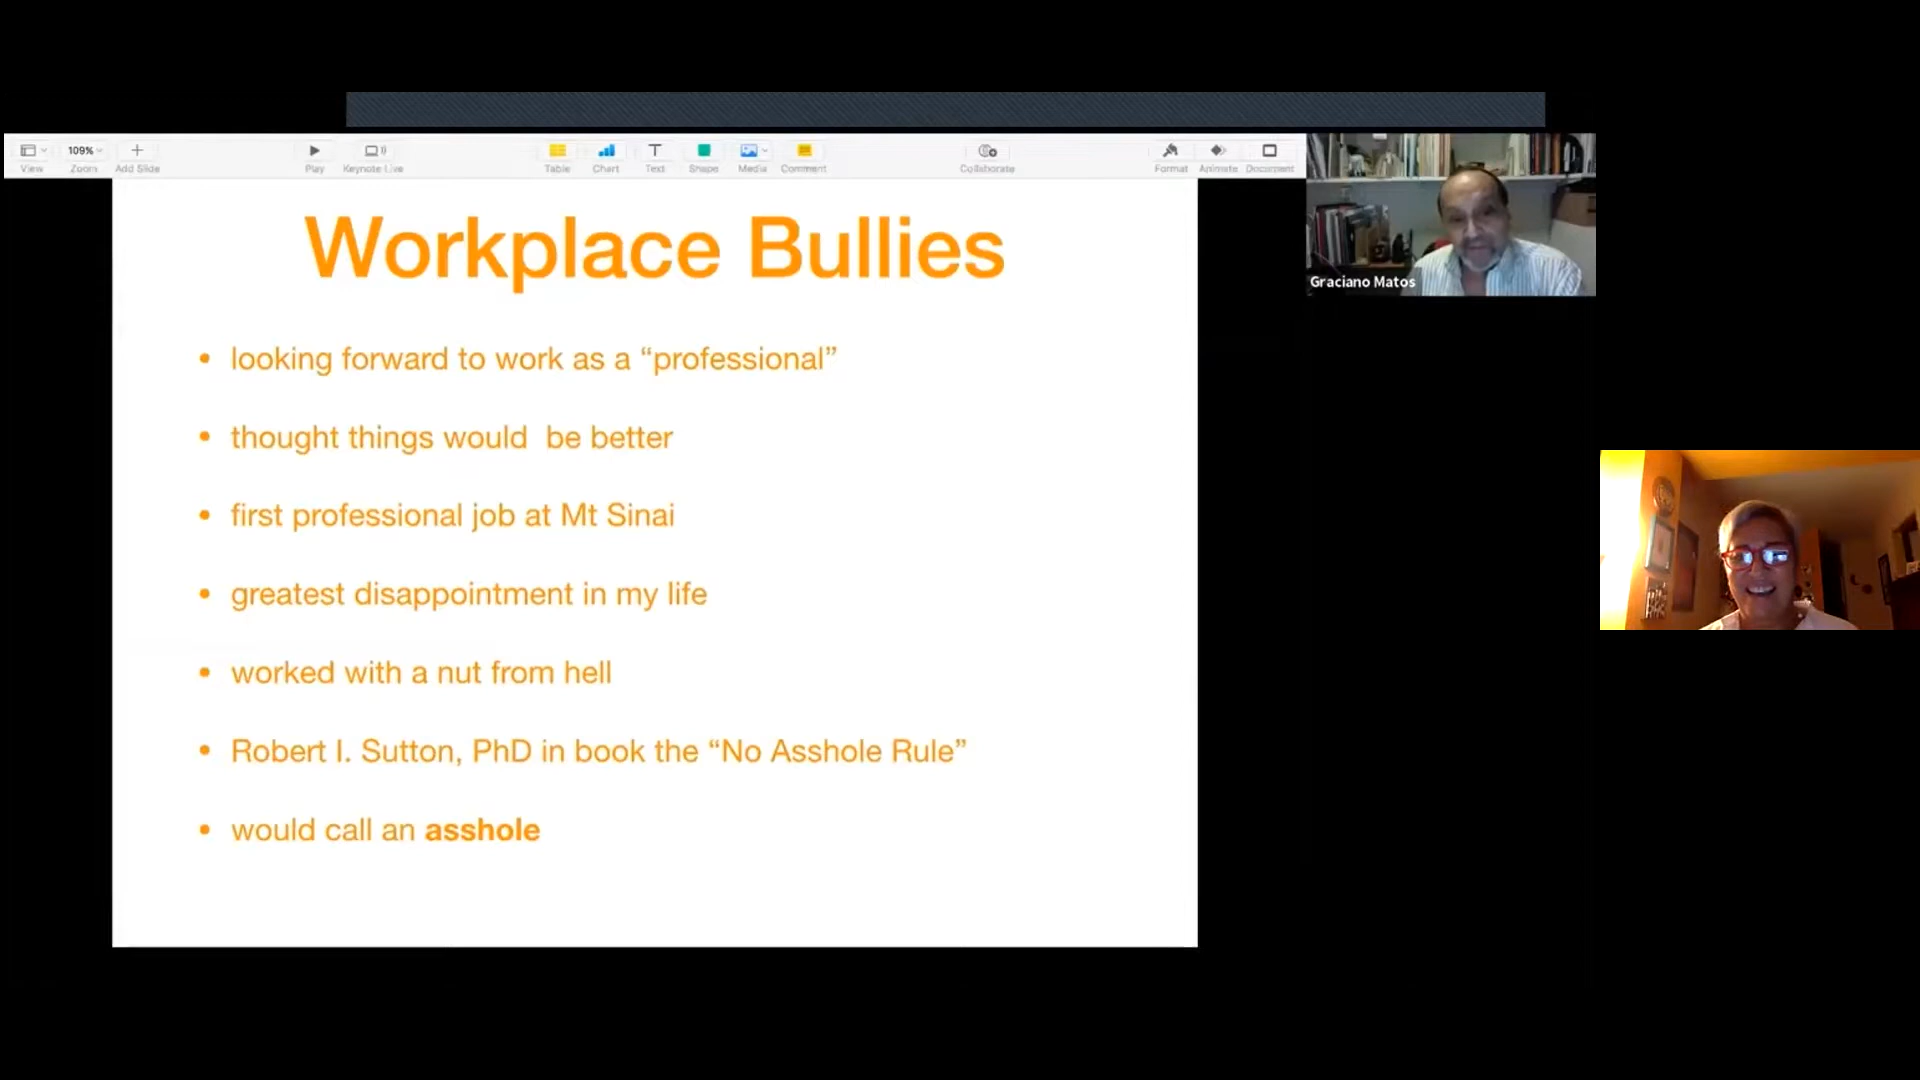 109%
View
Zoom
Add Slide
Play
Keynote Live
Table
Chart
Text
Shape
Media
Comment
Collaborate
Format
Animate
Document
Graciano Matos
Workplace Bullies
• looking forward to work as a “professional”
• thought things would  be better
• first professional job at Mt Sinai
• greatest disappointment in my life
• worked with a nut from hell
• Robert I. Sutton, PhD in book the “No Asshole Rule”
• would call an asshole